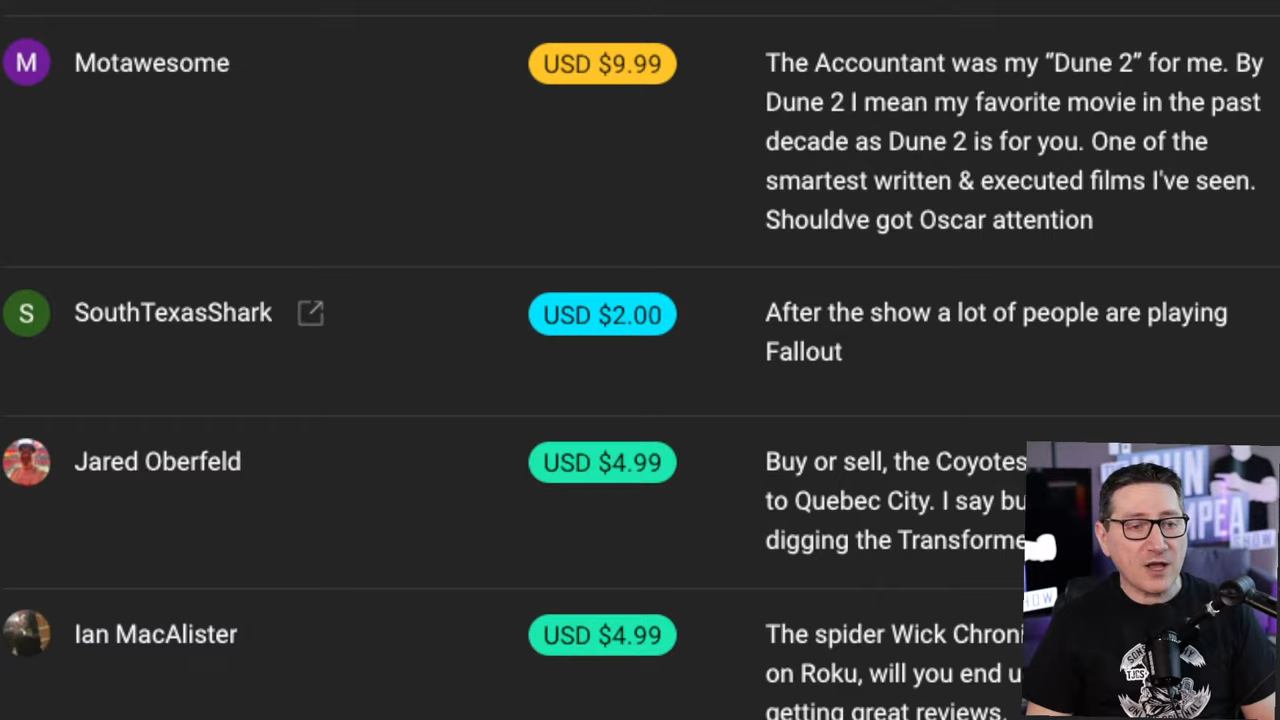 M
Motawesome
USD $9.99
The Accountant was my “Dune 2” for me. By
Dune 2 I mean my favorite movie in the past
decade as Dune 2 is for you. One of the
smartest written & executed films I've seen.
Shouldve got Oscar attention
S
SouthTexasShark
USD $2.00
After the show a lot of people are playing
Fallout
Jared Oberfeld
USD $4.99
Buy or sell, the Coyotes
to Quebec City. I say
digging the
Ian MacAlister
USD $4.99
The spider Wick
on Roku, will you end
getting great reviews.
TJCS